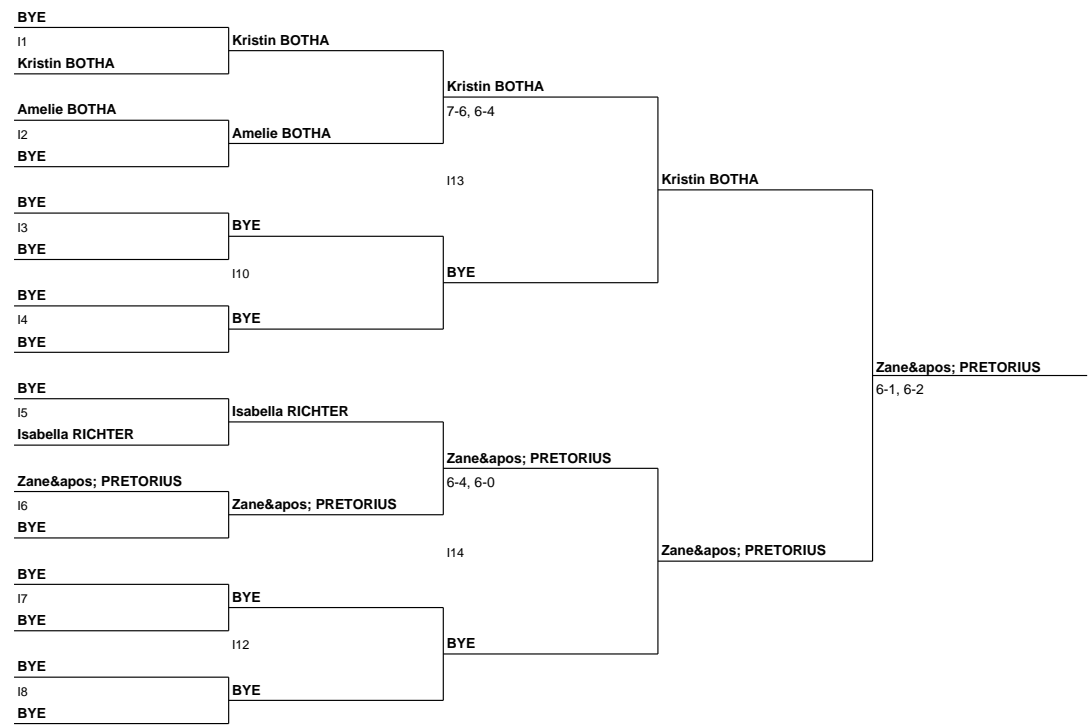 BYE
I1
Kristin BOTHA
Kristin BOTHA
Amelie BOTHA
I2
BYE
Amelie BOTHA
Kristin BOTHA
7-6, 6-4
BYE
I3
BYE
BYE
I10
BYE
I4
BYE
BYE
BYE
I13
Kristin BOTHA
BYE
I5
Isabella RICHTER
Isabella RICHTER
Zane&apos; PRETORIUS
I6
BYE
Zane&apos; PRETORIUS
Zane&apos; PRETORIUS
6-4, 6-0
BYE
I7
BYE
BYE
I12
BYE
I8
BYE
BYE
BYE
I14
Zane&apos; PRETORIUS
Zane&apos; PRETORIUS
6-1, 6-2